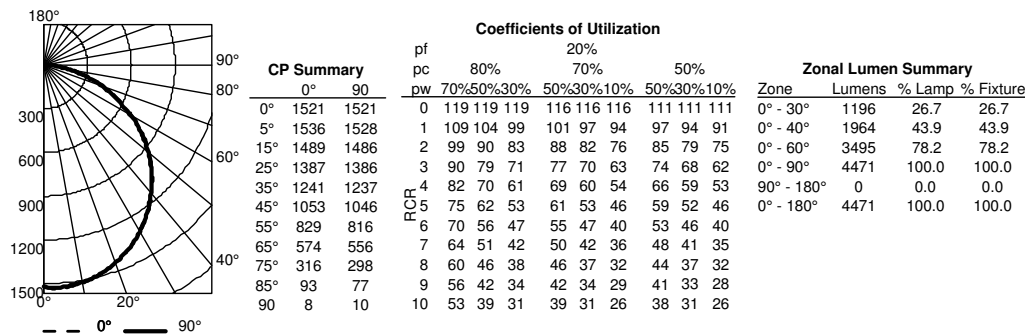 180°
90°
80°
60°
40°
300
600
900
1200
1500
0° 20°
0° 90°
CP Summary
0° 90
0° 1521 1521
5° 1536 1528
15° 1489 1486
25° 1387 1386
35° 1241 1237
45° 1053 1046
55° 829 816
65° 574 556
75° 316 298
85° 93 77
90 8 10
Coefficients of Utilization
pf 20%
pc 80% 70% 50%
pw 70%50%30% 50%30%10% 50%30%10%
RCR
0 119 119 119 116 116 116 111 111 111
1 109 104 99 101 97 94 97 94 91
2 99 90 83 88 82 76 85 79 75
3 90 79 71 77 70 63 74 68 62
4 82 70 61 69 60 54 66 59 53
5 75 62 53 61 53 46 59 52 46
6 70 56 47 55 47 40 53 46 40
7 64 51 42 50 42 36 48 41 35
8 60 46 38 46 37 32 44 37 32
9 56 42 34 42 34 29 41 33 28
10 53 39 31 39 31 26 38 31 26
Zonal Lumen Summary
Zone Lumens % Lamp % Fixture
0° - 30° 1196 26.7 26.7
0° - 40° 1964 43.9 43.9
0° - 60° 3495 78.2 78.2
0° - 90° 4471 100.0 100.0
90° - 180° 0 0.0 0.0
0° - 180° 4471 100.0 100.0